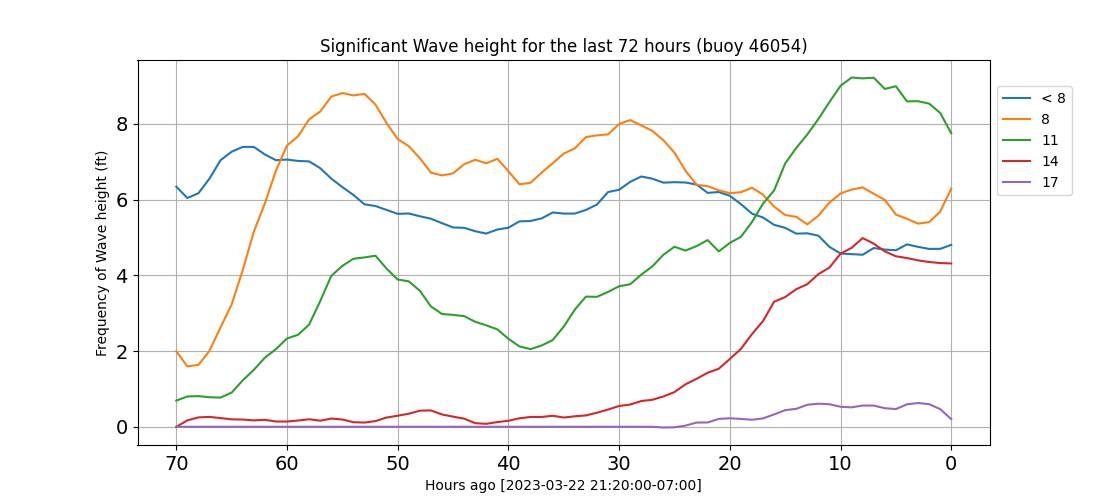 Significant Wave height for the last 72 hours (buoy 46054)
Frequency of Wave height (ft)
8
6
4
2
0
70 60 50 40 30 20 10 0
Hours ago [2023-03-22 21:20:00-07:00]
< 8
8
11
14
17